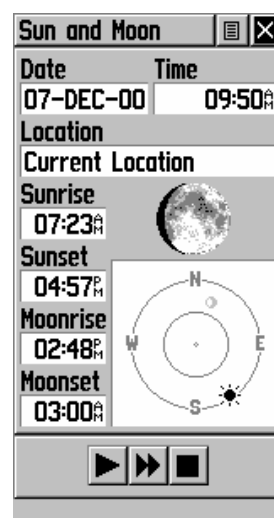 Sun and Moon
Date Time
07-DEC-00 09:50AM
Location
Current Location
Sunrise
07:23AM
Sunset
04:57PM
Moonrise
02:48PM
Moonset
03:00AM
N
W E
S